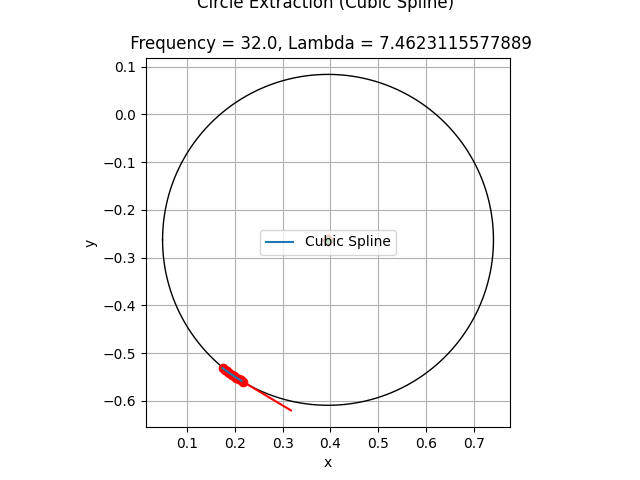 Circle Extraction (Cubic Spline)
Frequency = 32.0, Lambda = 7.4623115577889
0.1
0.0
−0.1
−0.2
−0.3
−0.4
−0.5
−0.6
y
Cubic Spline
0.1 0.2 0.3 0.4 0.5 0.6 0.7
x